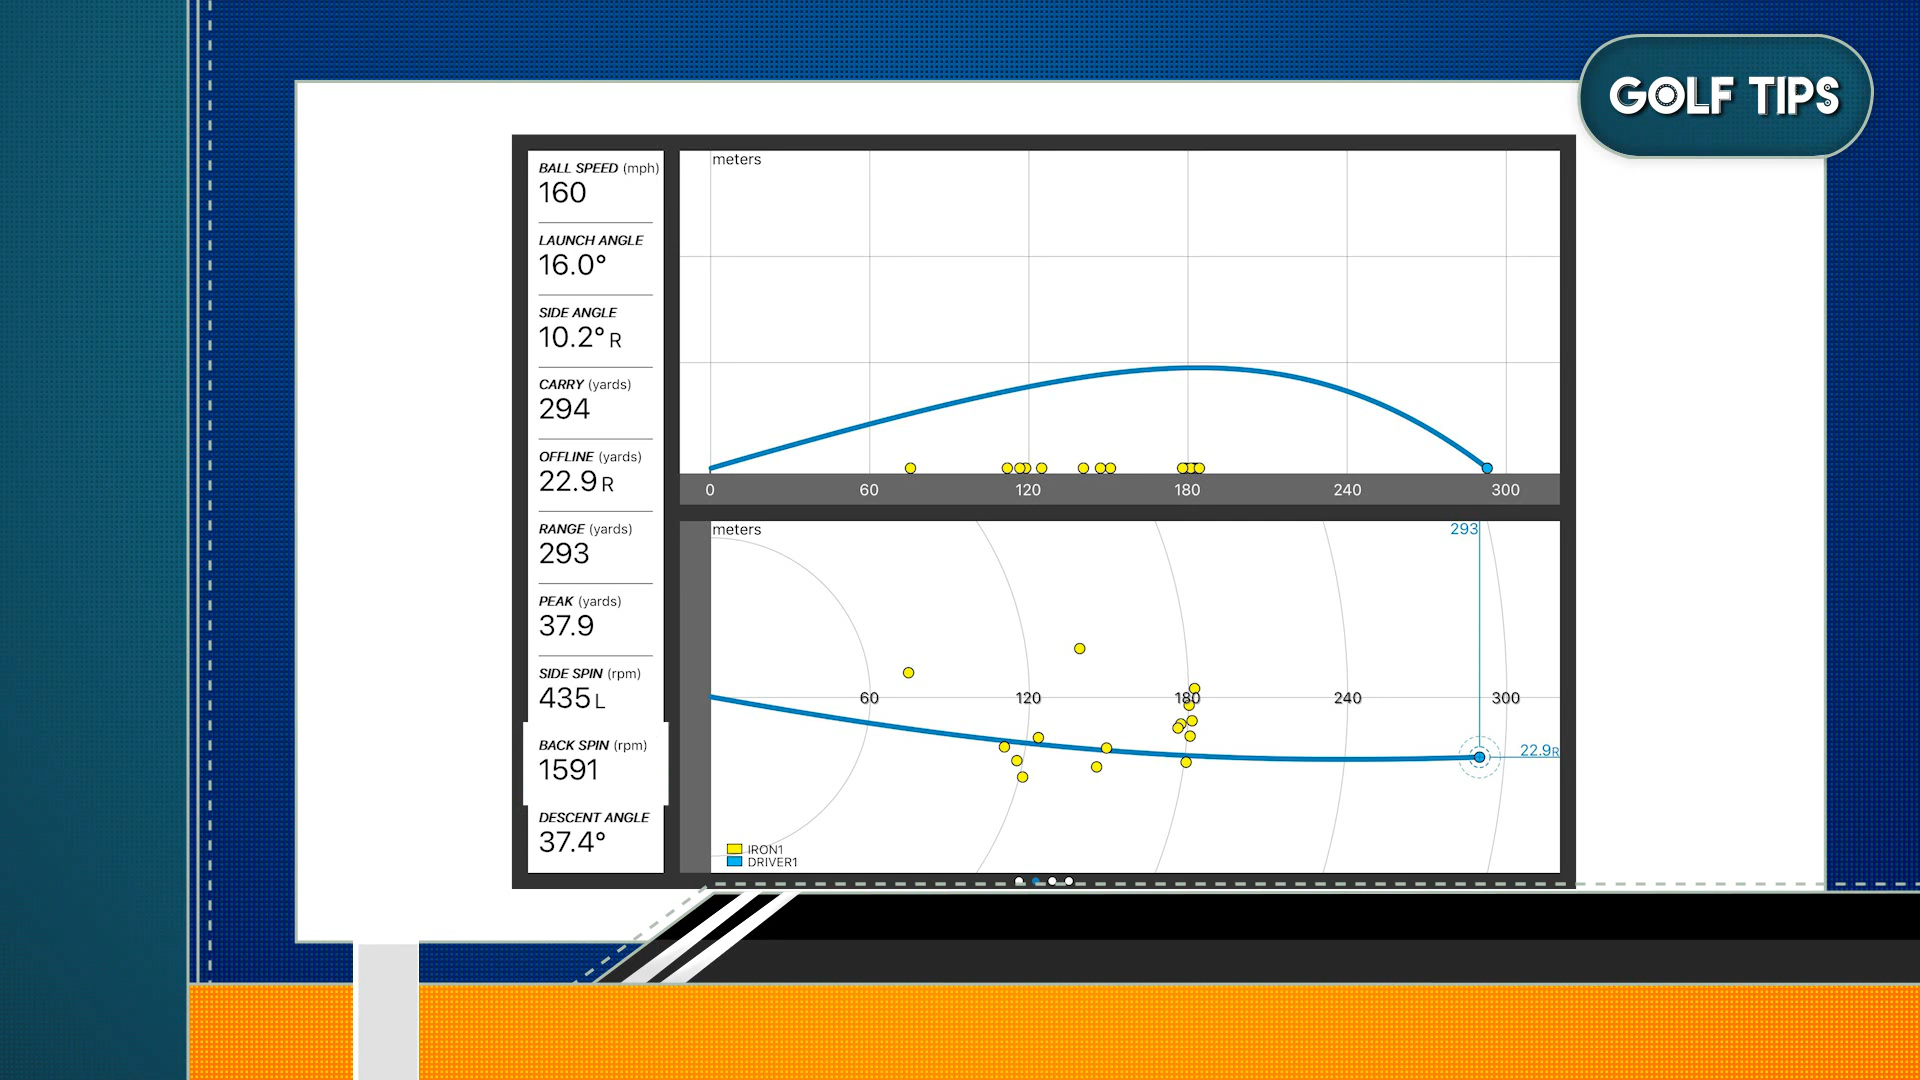 GOLF TIPS
BALL SPEED (mph)
160
LAUNCH ANGLE
16.0°
SIDE ANGLE
10.2° R
CARRY (yards)
294
OFFLINE (yards)
22.9 R
RANGE (yards)
293
PEAK (yards)
37.9
SIDE SPIN (rpm)
435 L
BACK SPIN (rpm)
1591
DESCENT ANGLE
37.4°
meters
0 60 120 180 240 300
meters
293
60 120 180 240 300
22.9R
IRON1
DRIVER1